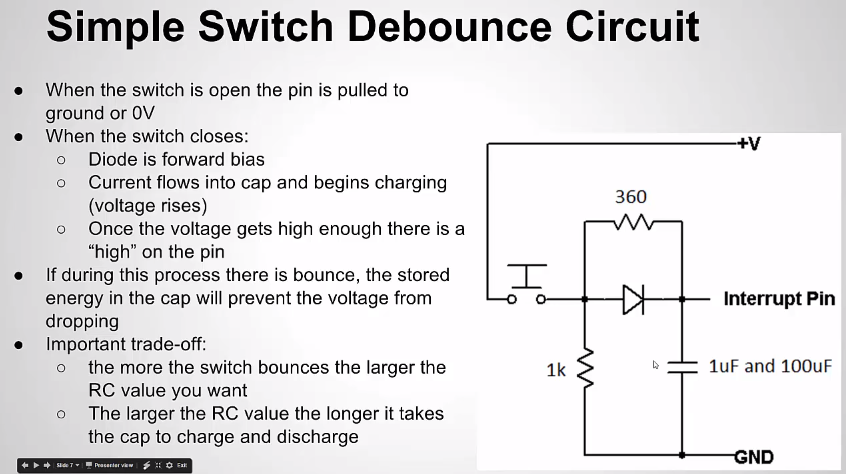 Simple Switch Debounce Circuit
● When the switch is open the pin is pulled to
ground or 0V
● When the switch closes:
○ Diode is forward bias
○ Current flows into cap and begins charging
(voltage rises)
○ Once the voltage gets high enough there is a
“high” on the pin
● If during this process there is bounce, the stored
energy in the cap will prevent the voltage from
dropping
● Important trade-off:
○ the more the switch bounces the larger the
RC value you want
○ The larger the RC value the longer it takes
the cap to charge and discharge
+V
360
Interrupt Pin
1k
1uF and 100uF
GND
Slide 7
Presenter view
Exit